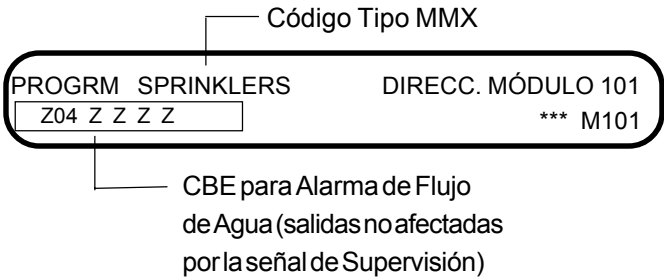 Código Tipo MMX
PROGRM SPRINKLERS DIRECC. MÓDULO 101
Z04 Z Z Z Z *** M101
CBE para Alarma de Flujo
de Agua (salidas no afectadas
por la señal de Supervisión)